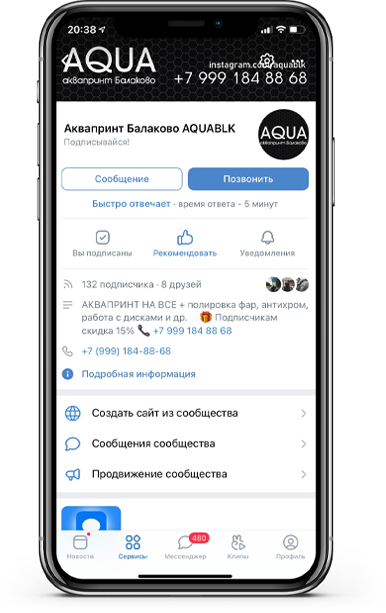 20:38
AQUA
аквапринт Балаково
instagram.com/aquablk
+7 999 184 88 68
Аквапринт Балаково AQUABLK
Подписывайся!
AQUA
аквапринт Балаково
Сообщение
Позвонить
Быстро отвечает · время ответа - 5 минут
Вы подписаны
Рекомендовать
Уведомления
132 подписчика · 8 друзей
АКВАПРИНТ НА ВСЕ + полировка фар, антихром,
работа с дисками и др. 🎁 Подписчикам
скидка 15% 📞 +7 999 184 88 68
+7 (999) 184-88-68
Подробная информация
Создать сайт из сообщества
Сообщения сообщества
Продвижение сообщества
480
Новости
Сервисы
Мессенджер
Клипы
Профиль